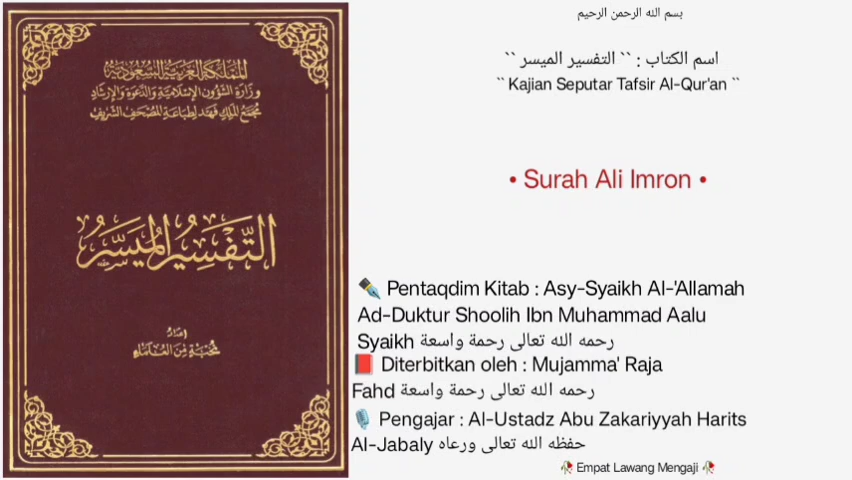 المملكة العربية السعودية
وزارة الشؤون الإسلامية والدعوة والإرشاد
مجمع الملك فهد لطباعة المصحف الشريف
التفسير الميسر
إعداد
نخبة من العلماء
بسم الله الرحمن الرحيم
اسم الكتاب : `` التفسير الميسر ``
`` Kajian Seputar Tafsir Al-Qur'an ``
• Surah Ali Imron •
✒️ Pentaqdim Kitab : Asy-Syaikh Al-'Allamah
Ad-Duktur Shoolih Ibn Muhammad Aalu
Syaikh رحمه الله تعالى رحمة واسعة
📕 Diterbitkan oleh : Mujamma' Raja
Fahd رحمه الله تعالى رحمة واسعة
🎙️ Pengajar : Al-Ustadz Abu Zakariyyah Harits
Al-Jabaly حفظه الله تعالى ورعاه
🥀 Empat Lawang Mengaji 🥀